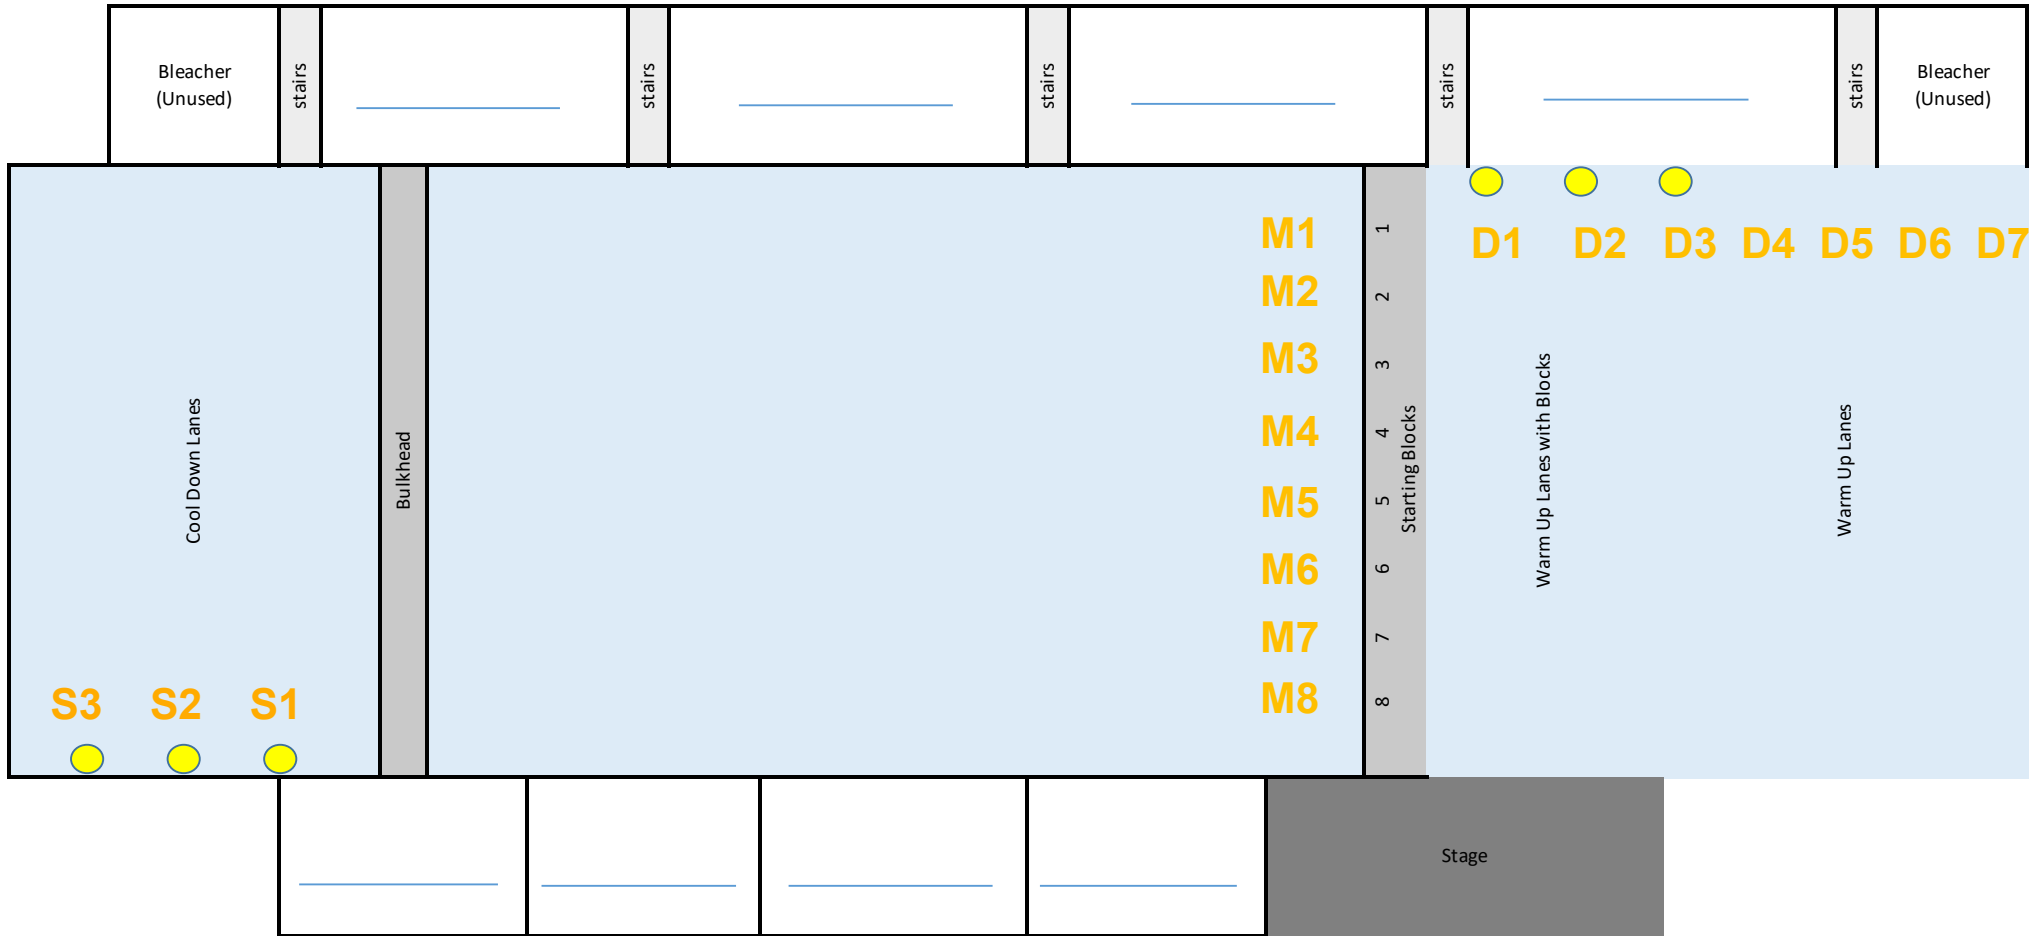 Bleacher
(Unused)
stairs
stairs
stairs
stairs
stairs
Bleacher
(Unused)
M1
1
D1
D2
D3
D4
D5
D6
D7
M2
2
M3
3
M4
4
M5
5
M6
6
M7
7
M8
8
Cool Down Lanes
Bulkhead
Starting Blocks
Warm Up Lanes with Blocks
Warm Up Lanes
S3
S2
S1
Stage